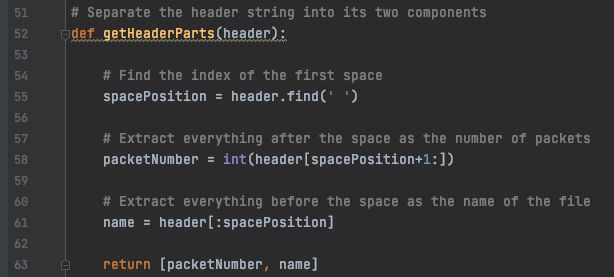 51 # Separate the header string into its two components
52 def getHeaderParts(header):
53
54 # Find the index of the first space
55 spacePosition = header.find(' ')
56
57 # Extract everything after the space as the number of packets
58 packetNumber = int(header[spacePosition+1:])
59
60 # Extract everything before the space as the name of the file
61 name = header[:spacePosition]
62
63 return [packetNumber, name]